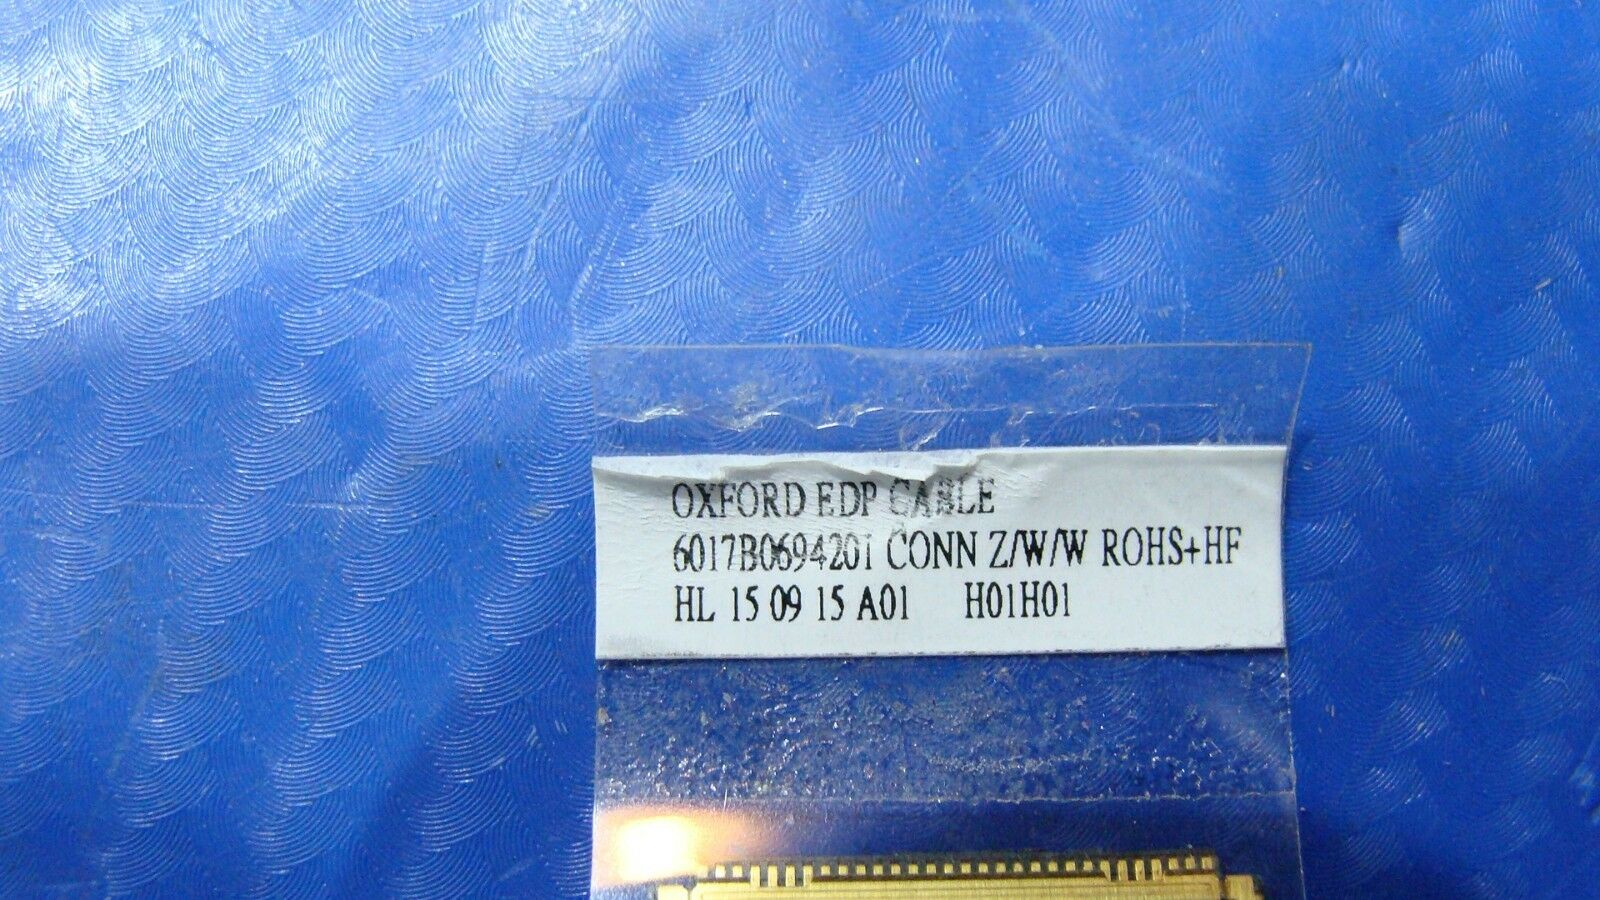 OXFORD EDP CABLE
6017B0694201 CONN Z/W/W ROHS+HF
HL 15 09 15 A01 H01H01